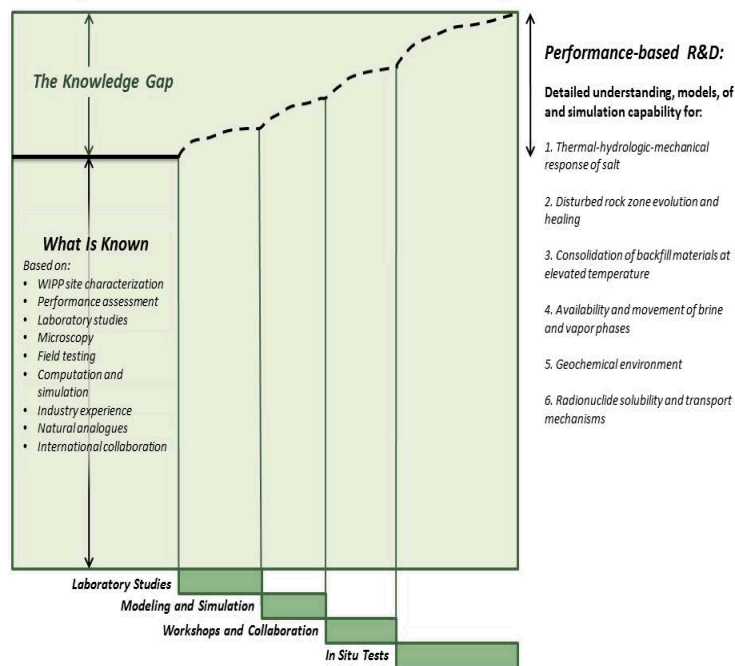 The Knowledge Gap
What Is Known
Based on:
• WIPP site characterization
• Performance assessment
• Laboratory studies
• Microscopy
• Field testing
• Computation and
simulation
• Industry experience
• Natural analogues
• International collaboration
Performance-based R&D:
Detailed understanding, models, of
and simulation capability for:
1. Thermal-hydrologic-mechanical
response of salt
2. Disturbed rock zone evolution and
healing
3. Consolidation of backfill materials at
elevated temperature
4. Availability and movement of brine
and vapor phases
5. Geochemical environment
6. Radionuclide solubility and transport
mechanisms
Laboratory Studies
Modeling and Simulation
Workshops and Collaboration
In Situ Tests